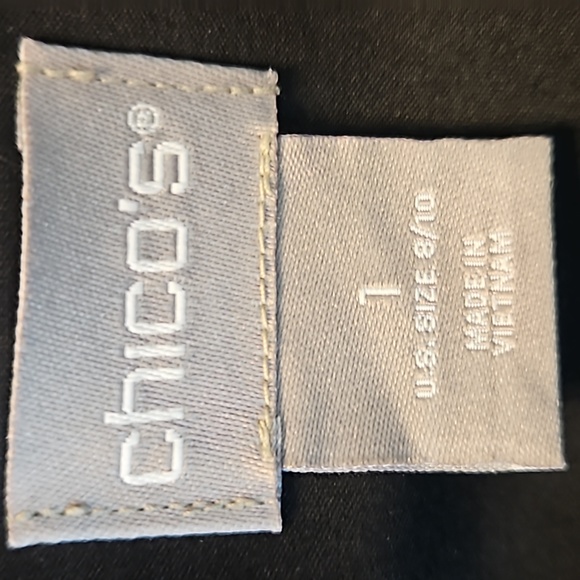 chico's®
1
U.S. SIZE 8/10
MADE IN
VIETNAM